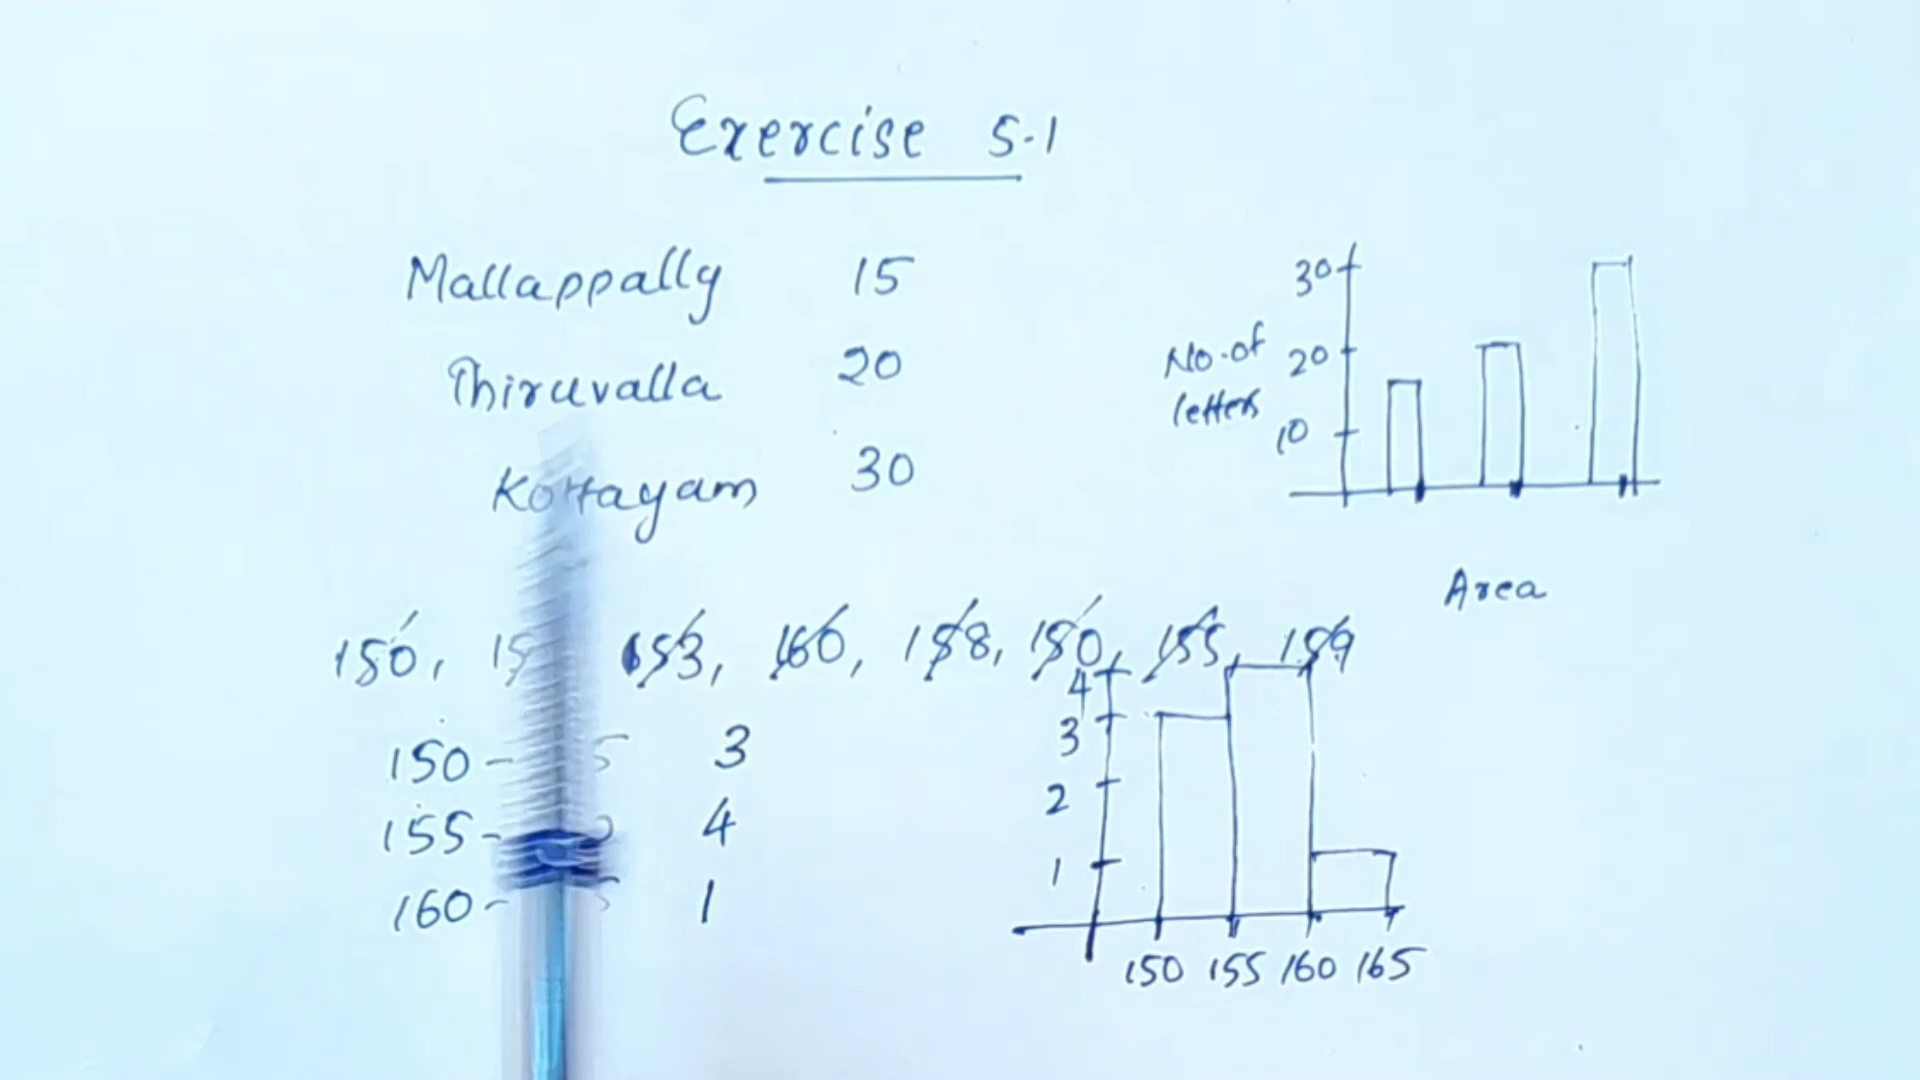 Exercise 5.1
Mallappally 15
Thiruvalla 20
Kottayam 30
30
20
10
No. of
letters
Area
150, 153, 160, 158, 150, 155, 159
150 - 3
155 - 4
160 - 1
4
3
2
1
150 155 160 165